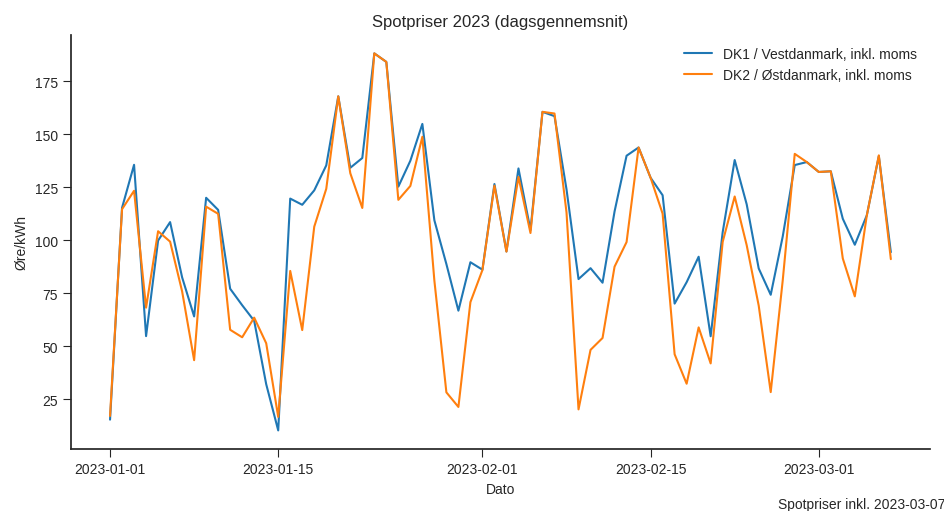 Spotpriser 2023 (dagsgennemsnit)
DK1 / Vestdanmark, inkl. moms
DK2 / Østdanmark, inkl. moms
Øre/kWh
175
150
125
100
75
50
25
2023-01-01
2023-01-15
2023-02-01
2023-02-15
2023-03-01
Dato
Spotpriser inkl. 2023-03-07